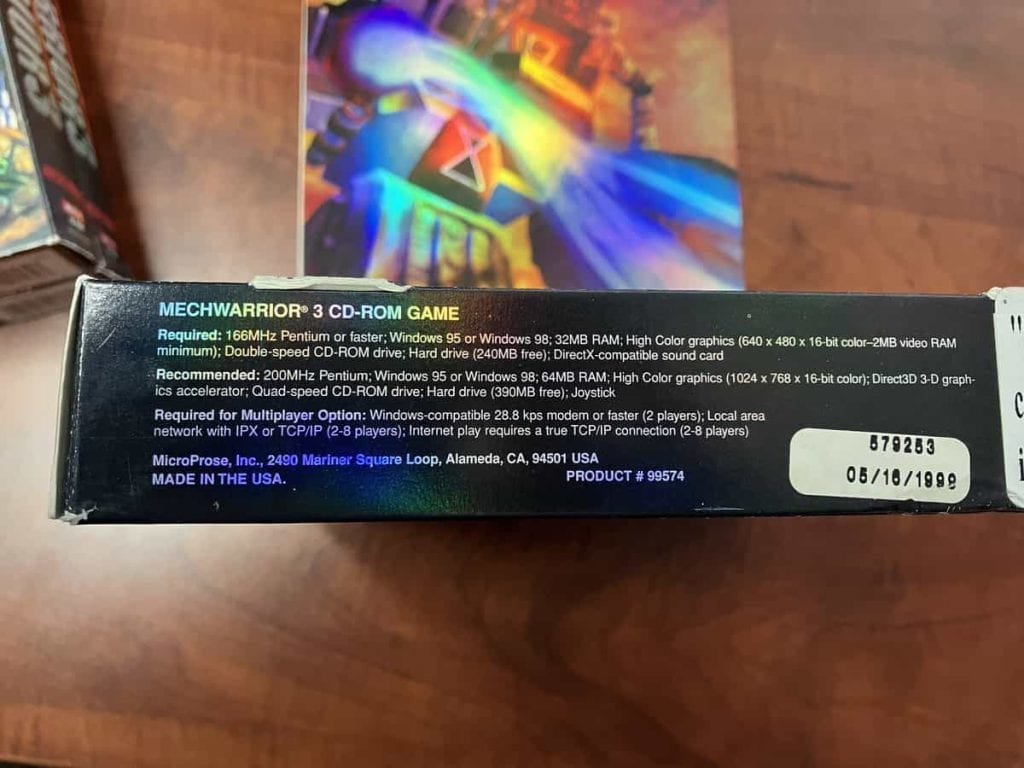 MECHWARRIOR® 3 CD-ROM GAME
Required: 166MHz Pentium or faster; Windows 95 or Windows 98; 32MB RAM; High Color graphics (640 x 480 x 16-bit color–2MB video RAM
minimum); Double-speed CD-ROM drive; Hard drive (240MB free); DirectX-compatible sound card
Recommended: 200MHz Pentium; Windows 95 or Windows 98; 64MB RAM; High Color graphics (1024 x 768 x 16-bit color); Direct3D 3-D graph-
ics accelerator; Quad-speed CD-ROM drive; Hard drive (390MB free); Joystick
Required for Multiplayer Option: Windows-compatible 28.8 kps modem or faster (2 players); Local area
network with IPX or TCP/IP (2-8 players); Internet play requires a true TCP/IP connection (2-8 players)
MicroProse, Inc., 2490 Mariner Square Loop, Alameda, CA, 94501 USA
MADE IN THE USA.
PRODUCT # 99574
579253
05/16/1999